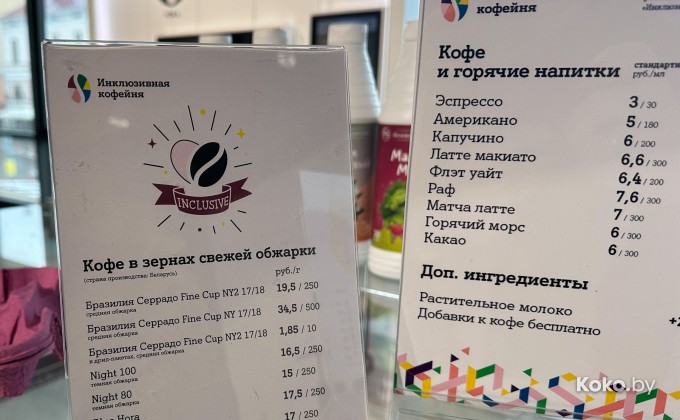 Инклюзивная
кофейня
INCLUSIVE
Кофе в зернах свежей обжарки
(страна производства: Беларусь)
руб./г
Бразилия Серрадо Fine Cup NY2 17/18 19,5 / 250
средняя обжарка
Бразилия Серрадо Fine Cup NY 17/18 34,5 / 500
средняя обжарка
Бразилия Серрадо Fine Cup NY2 17/18 1,85 / 10
в дрип-пакетах, средняя обжарка
Night 100 16,5 / 250
темная обжарка
Night 80 15 / 250
темная обжарка
17,5 / 250
17 / 250
кофейня
Кофе
и горячие напитки
руб./мл
Эспрессо 3 / 30
Американо 5 / 180
Капучино 6 / 200
Латте макиато 6,6 / 300
Флэт уайт 6,4 / 200
Раф 7,6 / 300
Матча латте 7 / 300
Горячий морс 6 / 300
Какао 6 / 300
Доп. ингредиенты
Растительное молоко
Добавки к кофе бесплатно
Koko.by